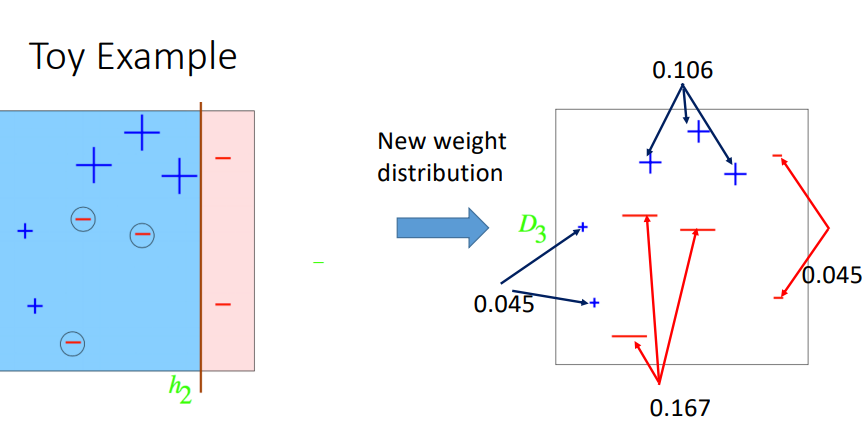 Toy Example
0.106
New weight
distribution
D3
0.045
0.045
h2
0.167